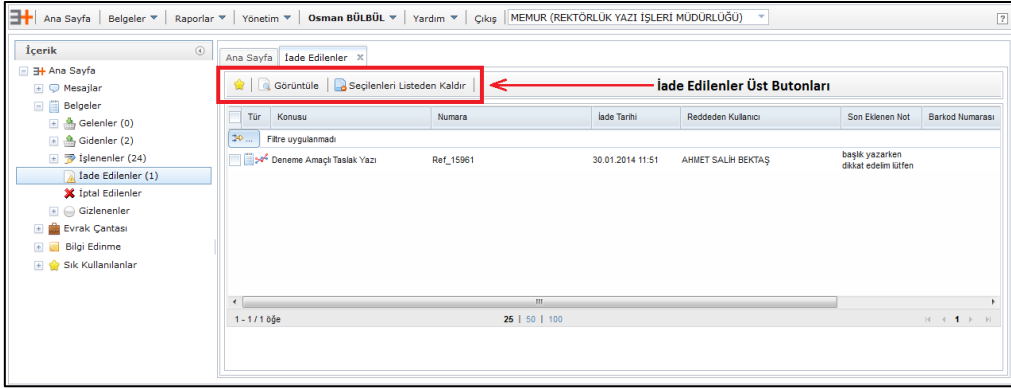 Ana Sayfa Belgeler Raporlar Yönetim Osman BÜLBÜL Yardım Çıkış MEMUR (REKTÖRLÜK YAZI İŞLERİ MÜDÜRLÜĞÜ) ?
İçerik
Ana Sayfa
Mesajlar
Belgeler
Gelenler (0)
Gidenler (2)
İşlenenler (24)
İade Edilenler (1)
İptal Edilenler
Gizlenenler
Evrak Çantası
Bilgi Edinme
Sık Kullanılanlar
Ana Sayfa İade Edilenler x
Görüntüle Seçilenleri Listeden Kaldır İade Edilenler Üst Butonları
Tür Konusu Numara İade Tarihi Reddeden Kullanıcı Son Eklenen Not Barkod Numarası
... Filtre uygulanmadı
Deneme Amaçlı Taslak Yazı Ref_15961 30.01.2014 11:51 AHMET SALİH BEKTAŞ başlık yazarken
dikkat edelim lütfen
1 - 1 / 1 öğe 25 | 50 | 100 1